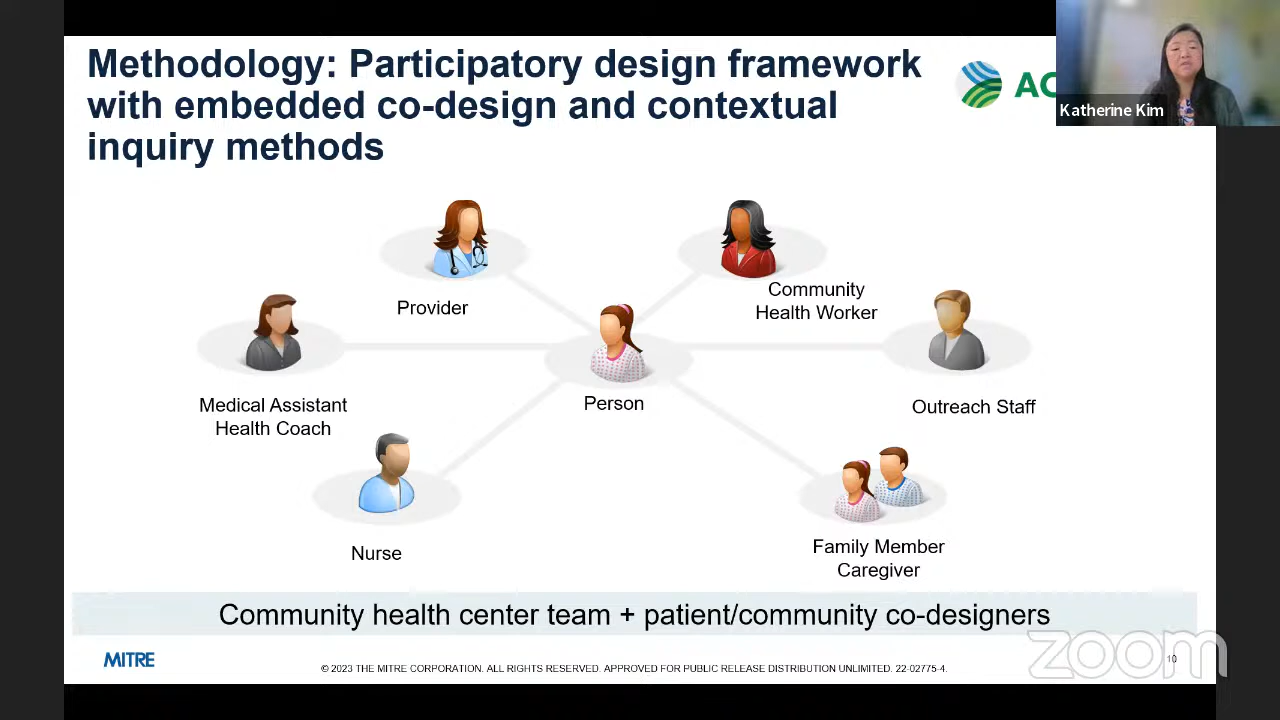 Methodology: Participatory design framework
with embedded co-design and contextual
inquiry methods
Katherine Kim
Provider
Community
Health Worker
Medical Assistant
Health Coach
Person
Outreach Staff
Nurse
Family Member
Caregiver
Community health center team + patient/community co-designers
MITRE
© 2023 THE MITRE CORPORATION. ALL RIGHTS RESERVED. APPROVED FOR PUBLIC RELEASE DISTRIBUTION UNLIMITED. 22-02775-4.
10
zoom